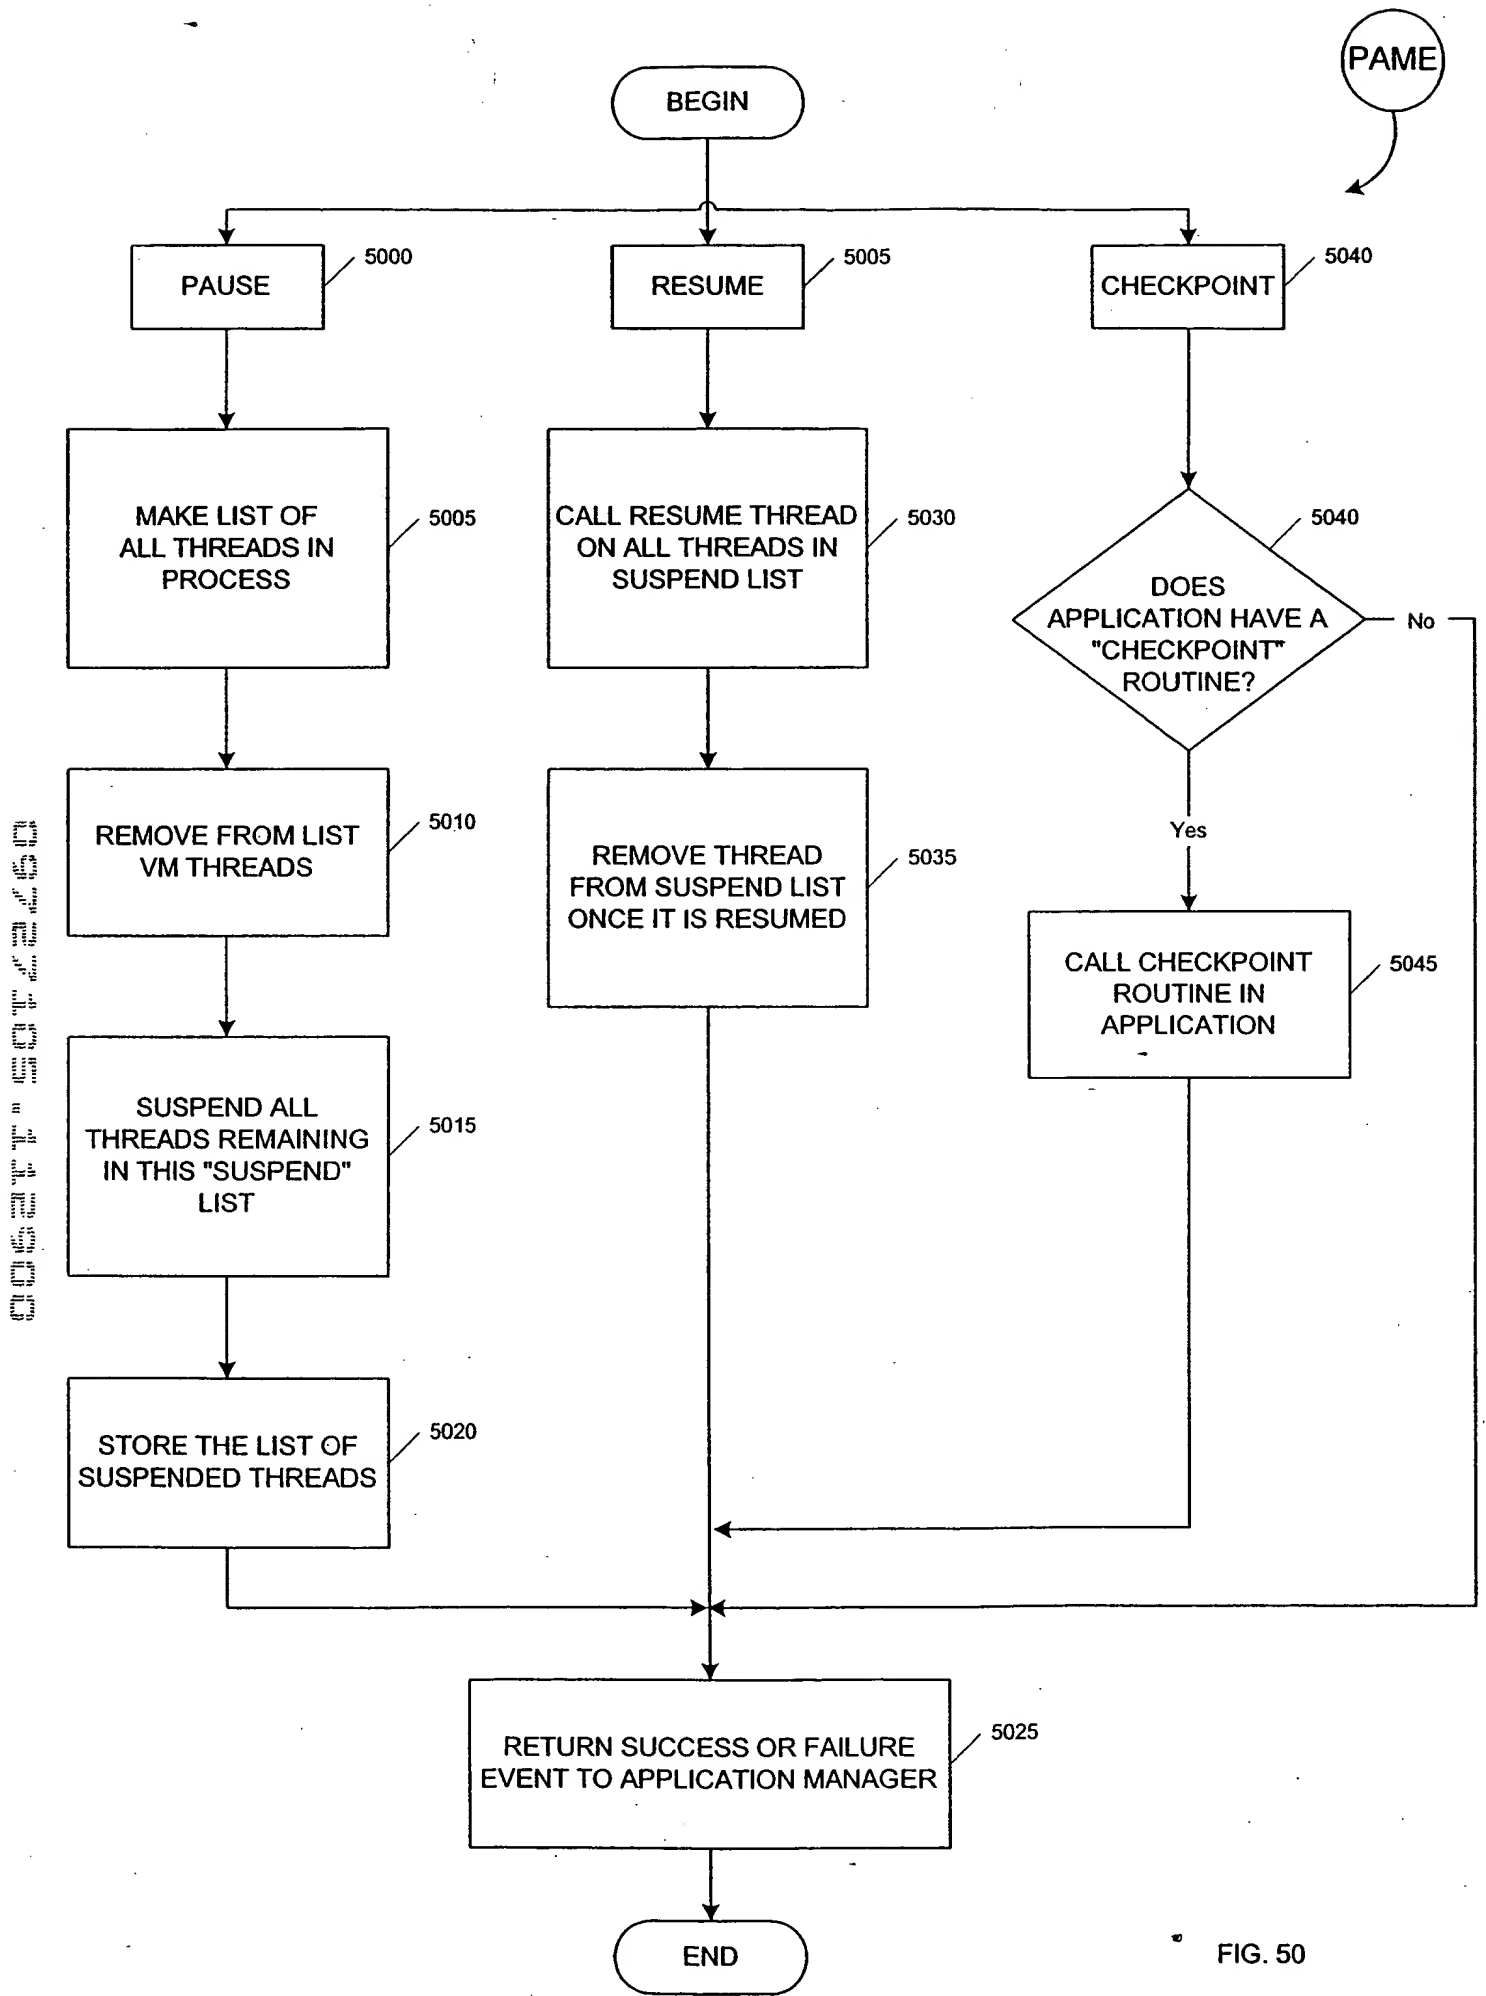 PAME
BEGIN
PAUSE
5000
RESUME
5005
CHECKPOINT
5040
MAKE LIST OF
ALL THREADS IN
PROCESS
5005
CALL RESUME THREAD
ON ALL THREADS IN
SUSPEND LIST
5030
DOES
APPLICATION HAVE A
"CHECKPOINT"
ROUTINE?
5040
No
Yes
REMOVE FROM LIST
VM THREADS
5010
REMOVE THREAD
FROM SUSPEND LIST
ONCE IT IS RESUMED
5035
CALL CHECKPOINT
ROUTINE IN
APPLICATION
5045
SUSPEND ALL
THREADS REMAINING
IN THIS "SUSPEND"
LIST
5015
STORE THE LIST OF
SUSPENDED THREADS
5020
RETURN SUCCESS OR FAILURE
EVENT TO APPLICATION MANAGER
5025
END
FIG. 50